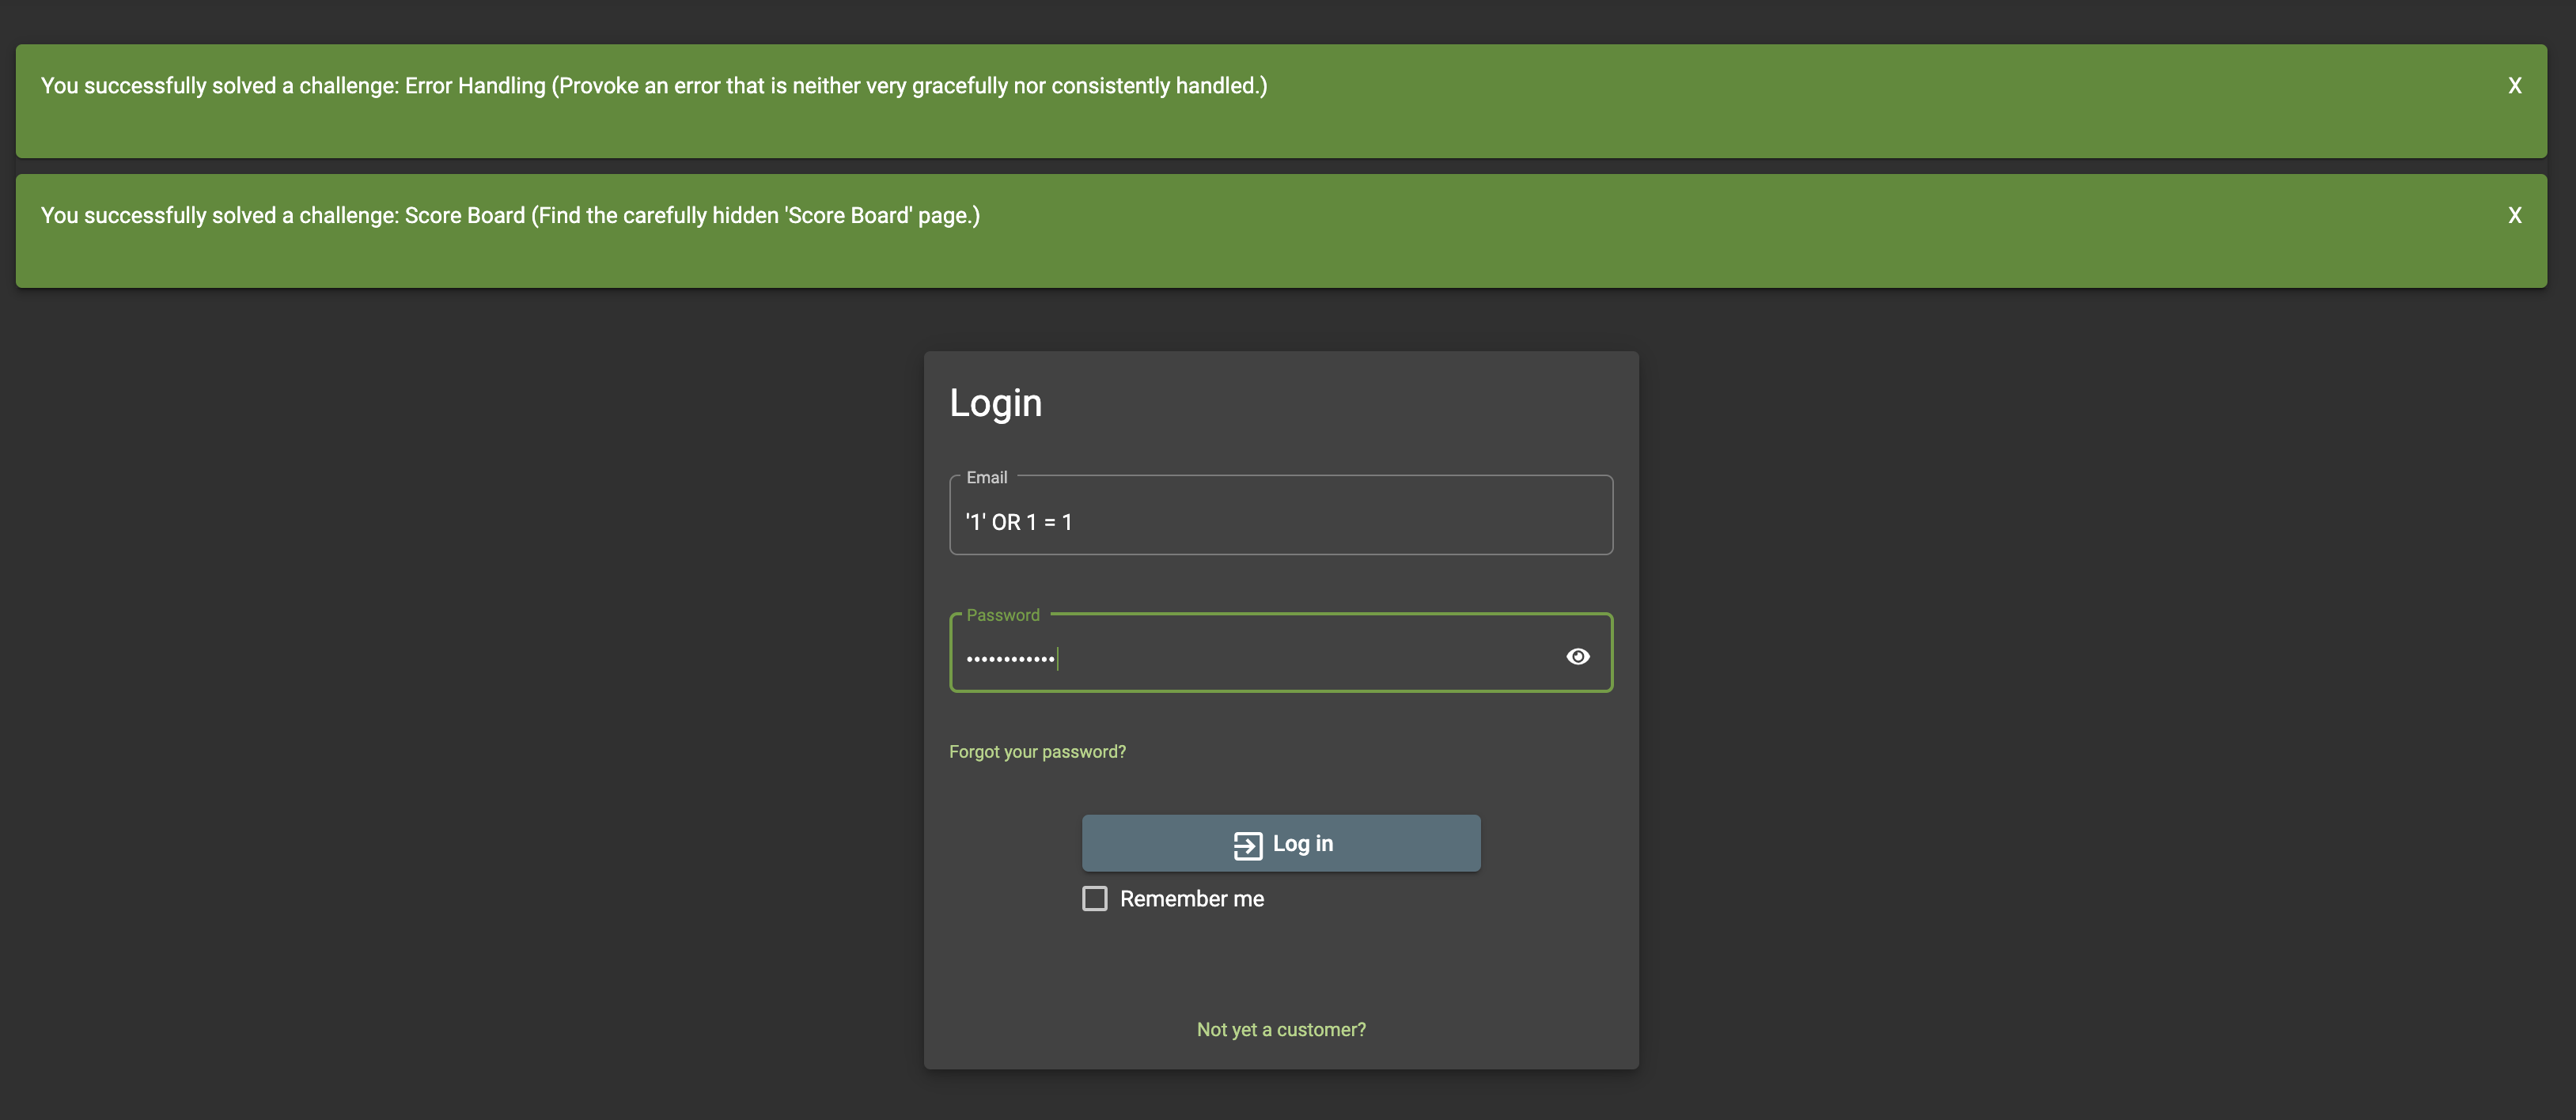 You successfully solved a challenge: Error Handling (Provoke an error that is neither very gracefully nor consistently handled.)
X
You successfully solved a challenge: Score Board (Find the carefully hidden 'Score Board' page.)
X
Login
Email
'1' OR 1 = 1
Password
••••••••••••
Forgot your password?
Log in
Remember me
Not yet a customer?